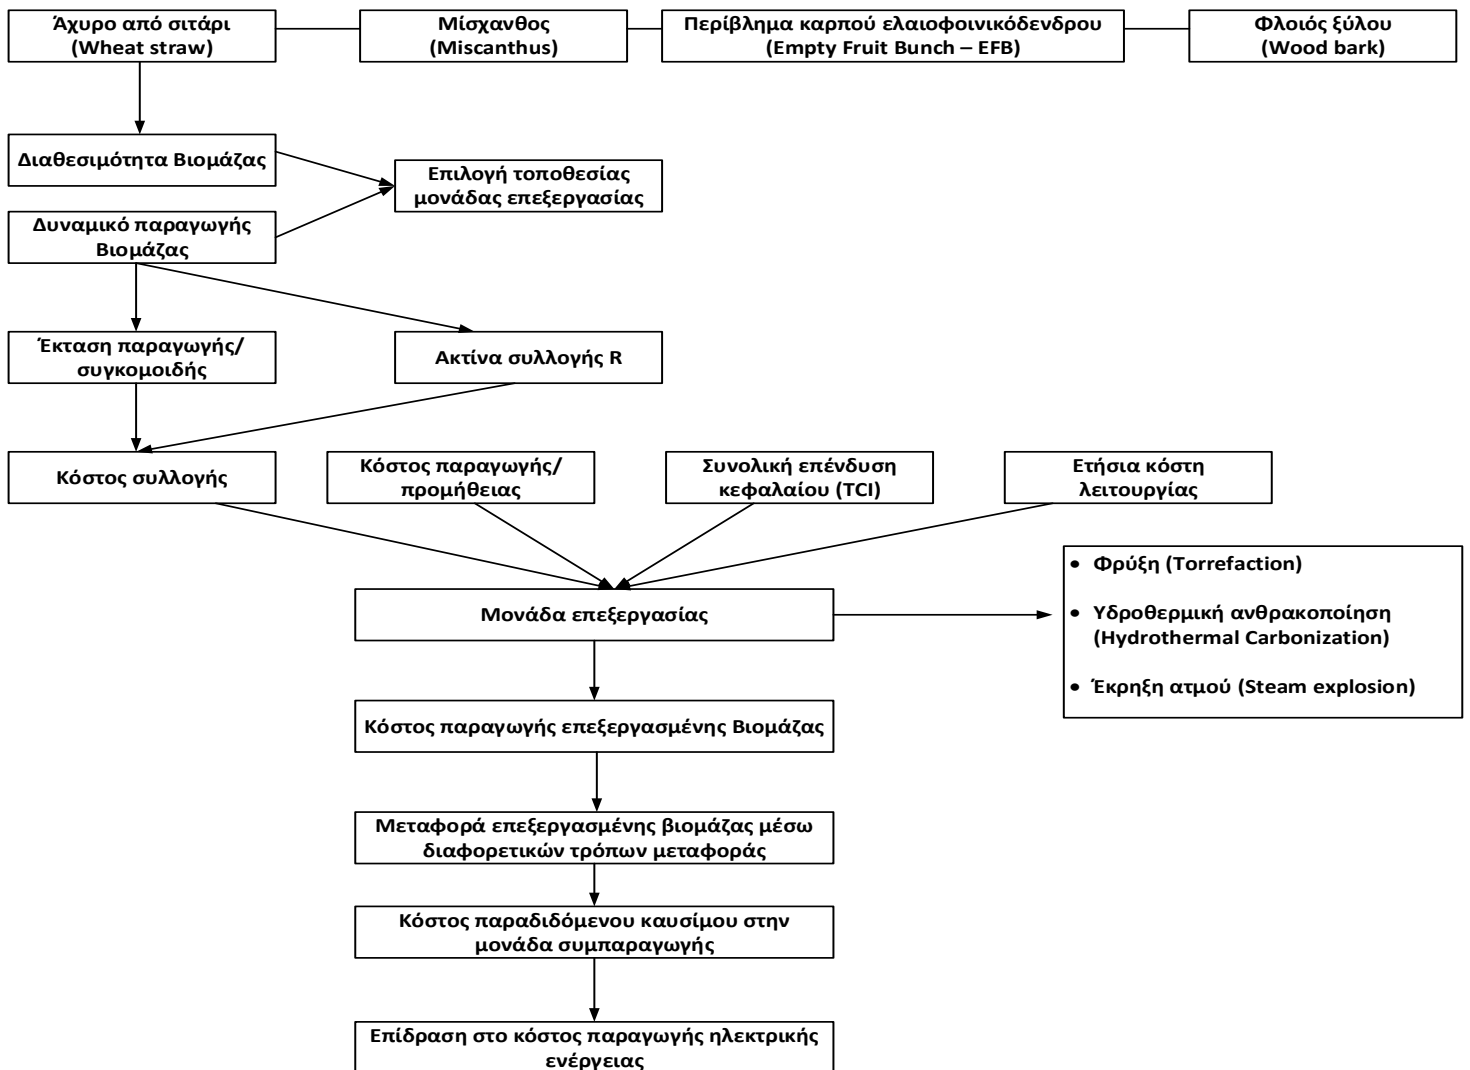 Άχυρο από σιτάρι
(Wheat straw)
Μίσχανθος
(Miscanthus)
Περίβλημα καρπού ελαιοφοινικόδενδρου
(Empty Fruit Bunch – EFB)
Φλοιός ξύλου
(Wood bark)
Διαθεσιμότητα Βιομάζας
Επιλογή τοποθεσίας
μονάδας επεξεργασίας
Δυναμικό παραγωγής
Βιομάζας
Έκταση παραγωγής/
συγκομοιδής
Ακτίνα συλλογής R
Κόστος συλλογής
Κόστος παραγωγής/
προμήθειας
Συνολική επένδυση
κεφαλαίου (TCI)
Ετήσια κόστη
λειτουργίας
Μονάδα επεξεργασίας
• Φρύξη (Torrefaction)
• Υδροθερμική ανθρακοποίηση
(Hydrothermal Carbonization)
• Έκρηξη ατμού (Steam explosion)
Κόστος παραγωγής επεξεργασμένης Βιομάζας
Μεταφορά επεξεργασμένης βιομάζας μέσω
διαφορετικών τρόπων μεταφοράς
Κόστος παραδιδόμενου καυσίμου στην
μονάδα συμπαραγωγής
Επίδραση στο κόστος παραγωγής ηλεκτρικής
ενέργειας